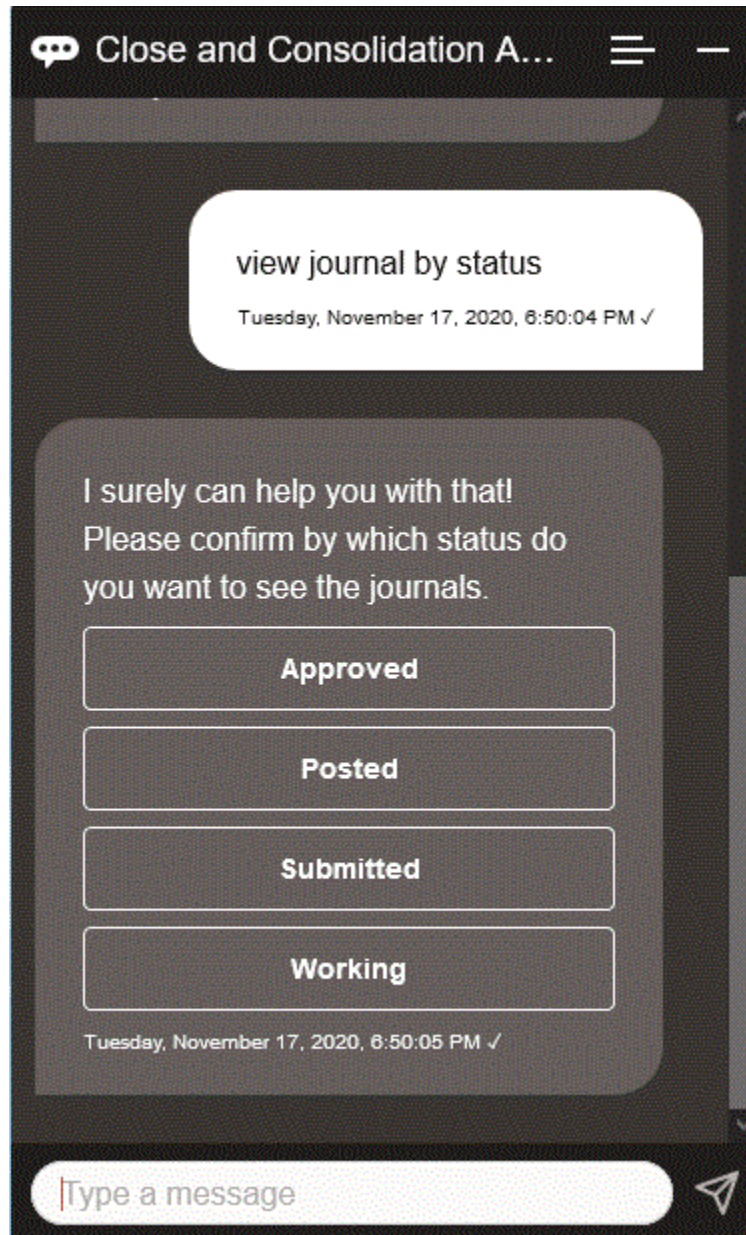 Close and Consolidation A...
view journal by status
Tuesday, November 17, 2020, 6:50:04 PM ✓
I surely can help you with that!
Please confirm by which status do
you want to see the journals.
Approved
Posted
Submitted
Working
Tuesday, November 17, 2020, 6:50:05 PM ✓
Type a message